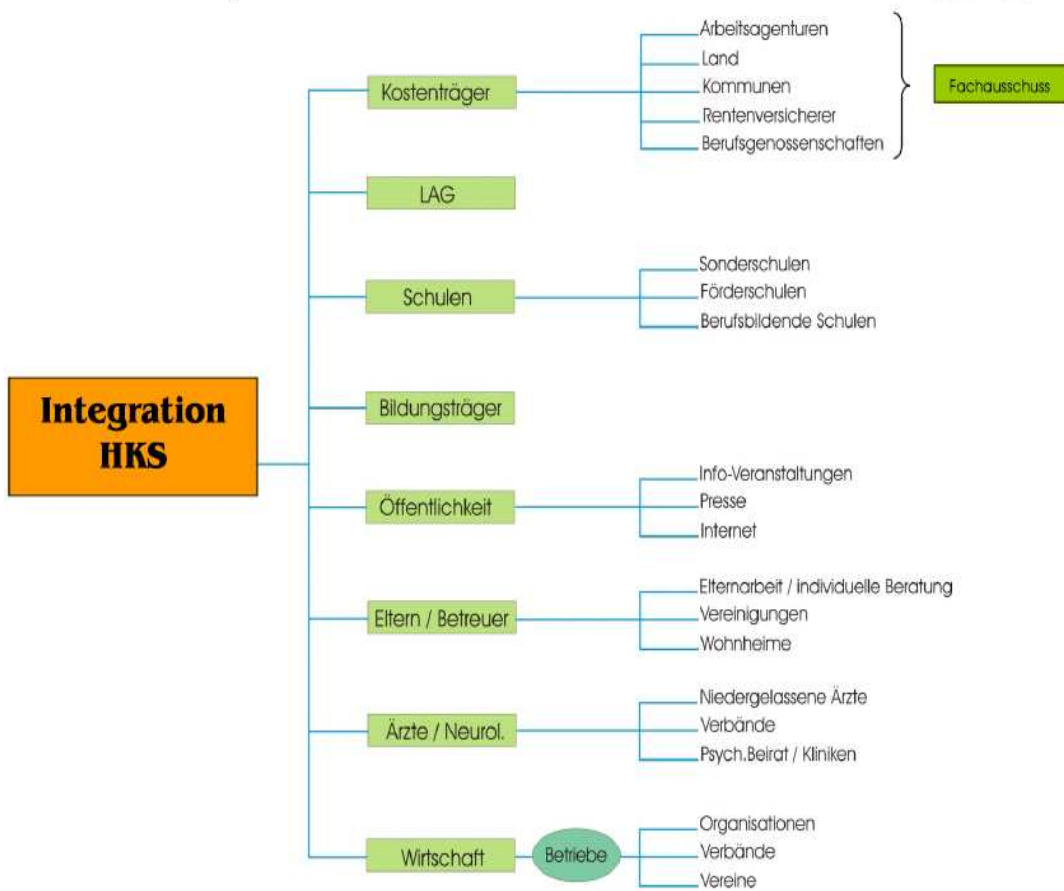 Integration
HKS
Kostenträger
Arbeitsagenturen
Land
Kommunen
Rentenversicherer
Berufsgenossenschaften
Fachausschuss
LAG
Schulen
Sonderschulen
Förderschulen
Berufsbildende Schulen
Bildungsträger
Öffentlichkeit
Info-Veranstaltungen
Presse
Internet
Eltern / Betreuer
Elternarbeit / individuelle Beratung
Vereinigungen
Wohnheime
Ärzte / Neurol.
Niedergelassene Ärzte
Verbände
Psych.Beirat / Kliniken
Wirtschaft
Betriebe
Organisationen
Verbände
Vereine